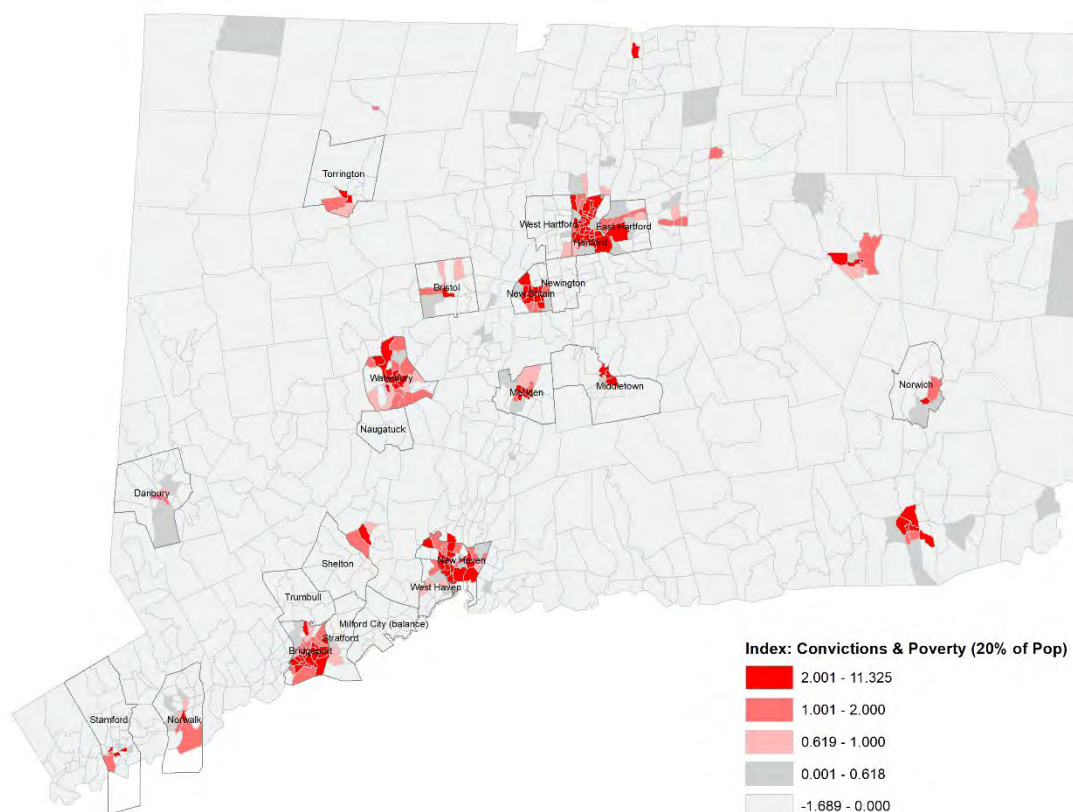 Torrington
West Hartford
East Hartford
Hartford
Bristol
New Britain
Newington
Waterbury
Meriden
Middletown
Norwich
Naugatuck
Danbury
Shelton
New Haven
West Haven
Trumbull
Milford City (balance)
Stratford
Bridgeport
Stamford
Norwalk
Index: Convictions & Poverty (20% of Pop)
2.001 - 11.325
1.001 - 2.000
0.619 - 1.000
0.001 - 0.618
-1.689 - 0.000